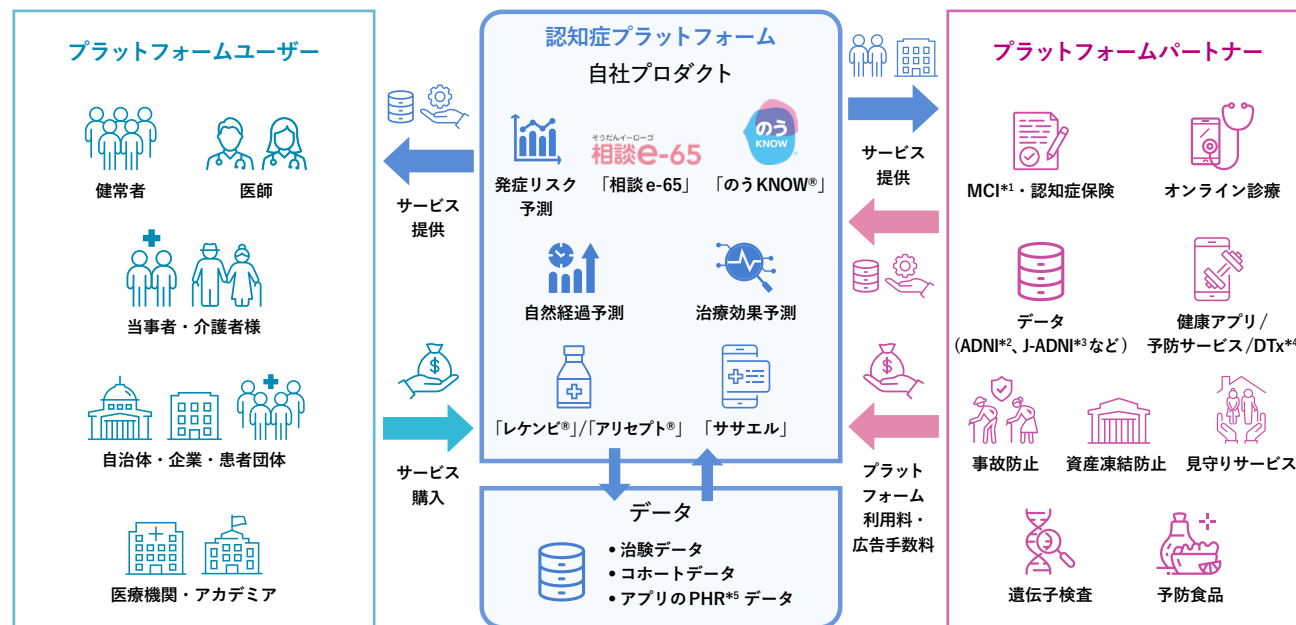 プラットフォームユーザー
健常者
医師
当事者・介護者様
自治体・企業・患者団体
医療機関・アカデミア
サービス
提供
サービス
購入
認知症プラットフォーム
自社プロダクト
発症リスク
予測
そうだんイーローゴ
相談e-65
「相談e-65」
のう
KNOW
「のうKNOW®」
自然経過予測
治療効果予測
「レケンビ®」/「アリセプト®」
「ササエル」
データ
• 治験データ
• コホートデータ
• アプリのPHR*5 データ
サービス
提供
プラット
フォーム
利用料・
広告手数料
プラットフォームパートナー
MCI*1・認知症保険
オンライン診療
データ
(ADNI*2、J-ADNI*3 など)
健康アプリ/
予防サービス/DTx*4
事故防止
資産凍結防止
見守りサービス
遺伝子検査
予防食品